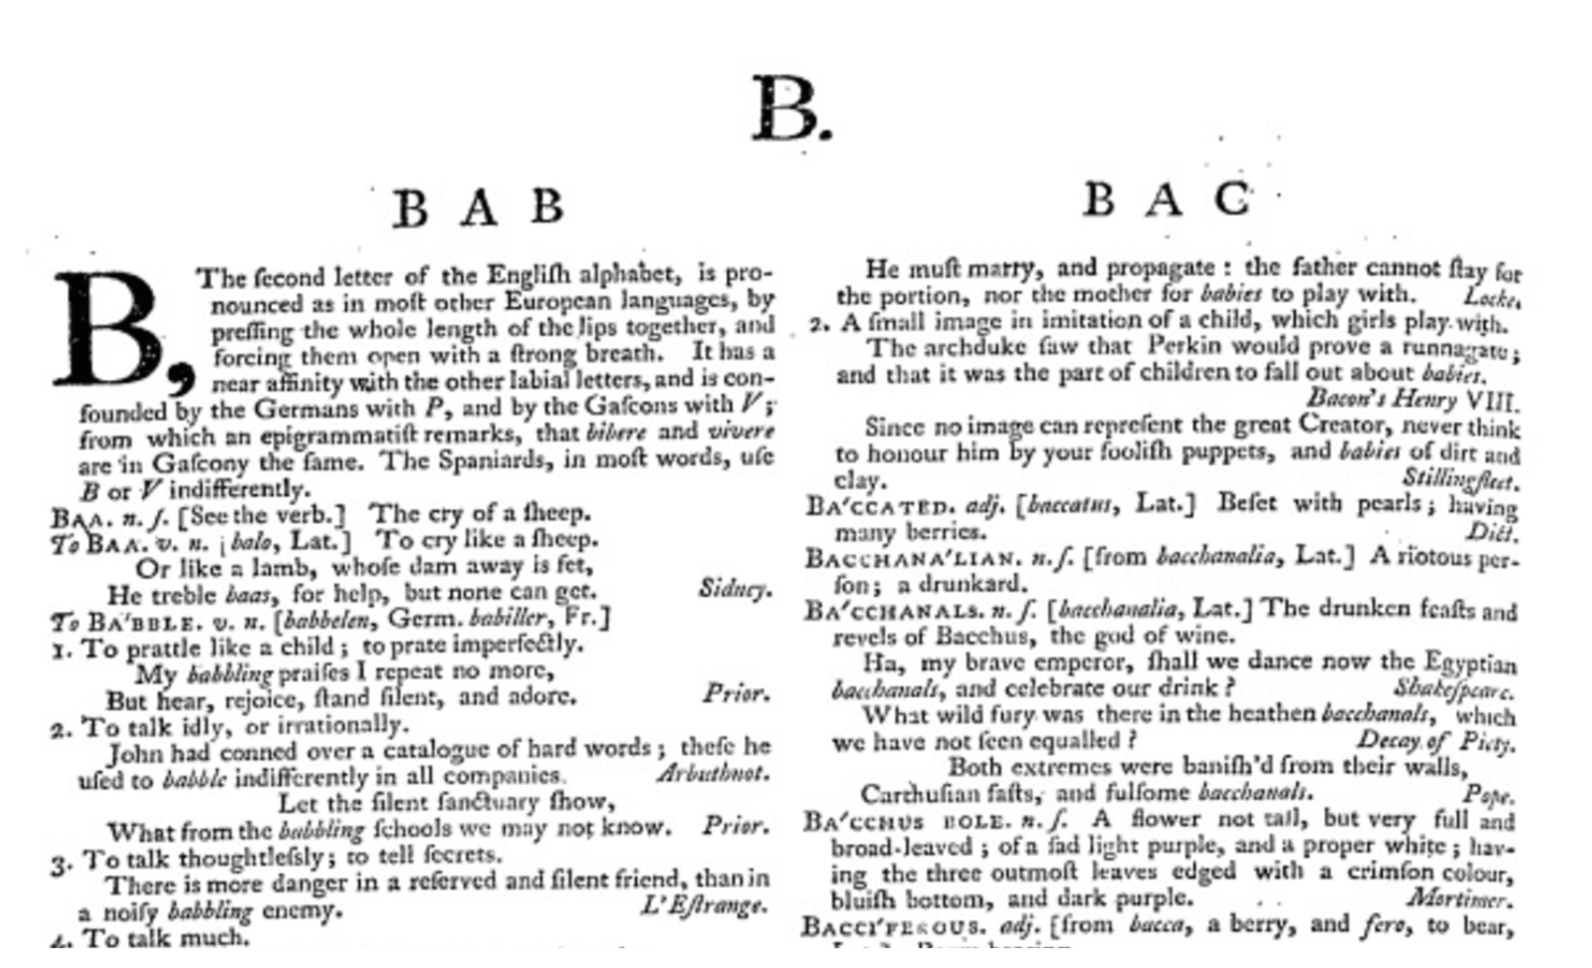 B.
B A B
B, The ſecond letter of the Engliſh alphabet, is pro-
nounced as in moſt other European languages, by
preſſing the whole length of the lips together, and
forcing them open with a ſtrong breath. It has a
near affinity with the other labial letters, and is con-
founded by the Germans with P, and by the Gaſcons with V;
from which an epigrammatiſt remarks, that bibere and vivere
are in Gaſcony the ſame. The Spaniards, in moſt words, uſe
B or V indifferently.
BAA. n. ſ. [See the verb.] The cry of a ſheep.
To BAA. v. n. [balo, Lat.] To cry like a ſheep.
Or like a lamb, whoſe dam away is ſet,
He treble baas, for help, but none can get. Sidney.
To BA'BBLE. v. n. [babbelen, Germ. babiller, Fr.]
1. To prattle like a child; to prate imperfectly.
My babbling praiſes I repeat no more,
But hear, rejoice, ſtand ſilent, and adore. Prior.
2. To talk idly, or irrationally.
John had conned over a catalogue of hard words; theſe he
uſed to babble indifferently in all companies. Arbuthnot.
Let the ſilent ſanctuary ſhow,
What from the babbling ſchools we may not know. Prior.
3. To talk thoughtleſsly; to tell ſecrets.
There is more danger in a reſerved and ſilent friend, than in
a noiſy babbling enemy. L'Eſtrange.
4. To talk much.
B A C
He muſt marry, and propagate: the father cannot ſtay for
the portion, nor the mother for babies to play with. Locke.
2. A ſmall image in imitation of a child, which girls play with.
The archduke ſaw that Perkin would prove a runnagate;
and that it was the part of children to fall out about babies.
Bacon's Henry VIII.
Since no image can repreſent the great Creator, never think
to honour him by your fooliſh puppets, and babies of dirt and
clay. Stillingfleet.
BA'CCATED. adj. [baccatus, Lat.] Beſet with pearls; having
many berries. Dict.
BACCHANA'LIAN. n. ſ. [from bacchanalia, Lat.] A riotous per-
ſon; a drunkard.
BA'CCHANALS. n. ſ. [bacchanalia, Lat.] The drunken feaſts and
revels of Bacchus, the god of wine.
Ha, my brave emperor, ſhall we dance now the Egyptian
bacchanals, and celebrate our drink? Shakeſpeare.
What wild fury was there in the heathen bacchanals, which
we have not ſeen equalled? Decay of Piety.
Both extremes were baniſh'd from their walls,
Carthuſian faſts, and fulſome bacchanals. Pope.
BA'CCHUS BOLE. n. ſ. A flower not tall, but very full and
broad-leaved; of a ſad light purple, and a proper white; hav-
ing the three outmoſt leaves edged with a crimſon colour,
bluiſh bottom, and dark purple. Mortimer.
BACCI'FEROUS. adj. [from bacca, a berry, and fero, to bear,